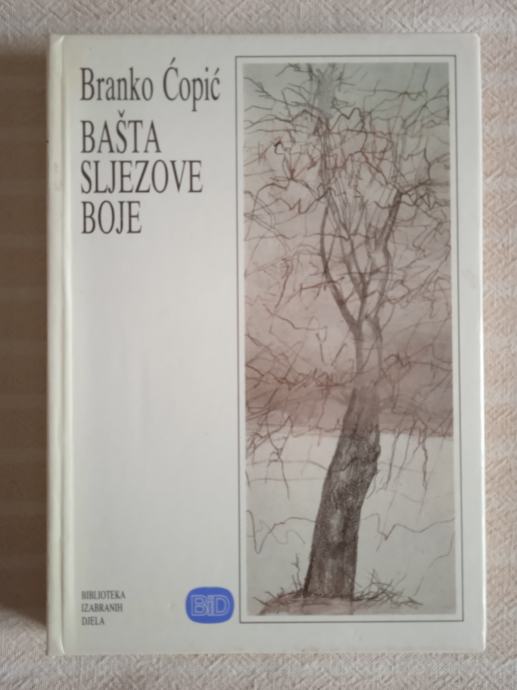 Branko Ćopić
BAŠTA
SLJEZOVE
BOJE
BIBLIOTEKA
IZABRANIH
DJELA
BID